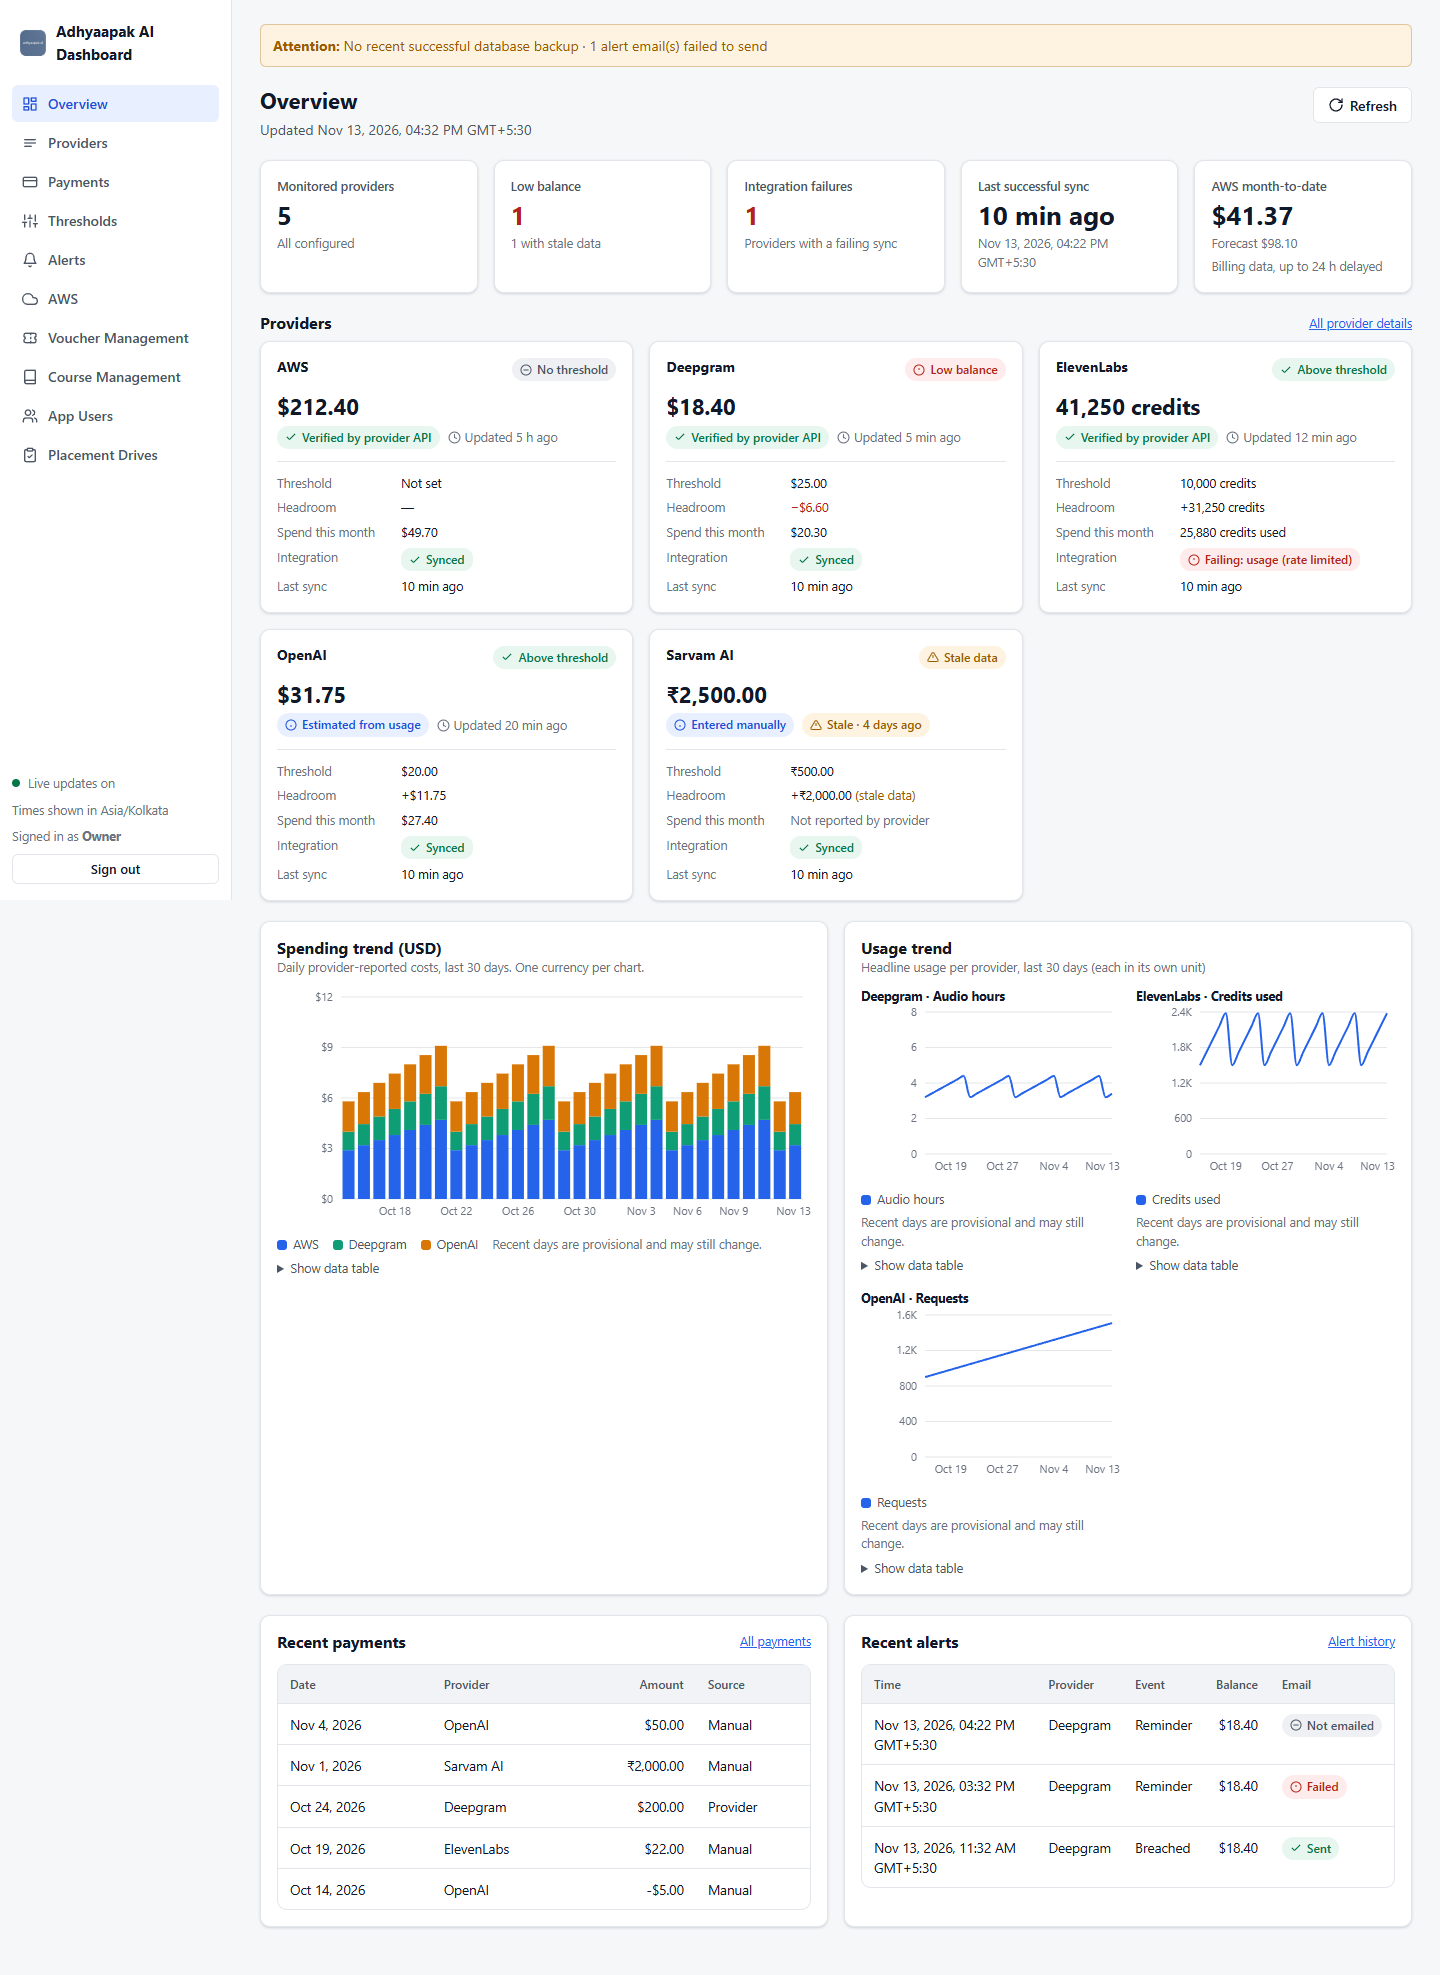 Adhyaapak AI
Dashboard
Overview
Providers
Payments
Thresholds
Alerts
AWS
Voucher Management
Course Management
App Users
Placement Drives
Live updates on
Times shown in Asia/Kolkata
Signed in as Owner
Sign out
Attention: No recent successful database backup · 1 alert email(s) failed to send
Overview
Refresh
Updated Nov 13, 2026, 04:32 PM GMT+5:30
Monitored providers
5
All configured
Low balance
1
1 with stale data
Integration failures
1
Providers with a failing sync
Last successful sync
10 min ago
Nov 13, 2026, 04:22 PM
GMT+5:30
AWS month-to-date
$41.37
Forecast $98.10
Billing data, up to 24 h delayed
Providers
All provider details
AWS
No threshold
$212.40
Verified by provider API
Updated 5 h ago
Threshold Not set
Headroom —
Spend this month $49.70
Integration Synced
Last sync 10 min ago
Deepgram
Low balance
$18.40
Verified by provider API
Updated 5 min ago
Threshold $25.00
Headroom −$6.60
Spend this month $20.30
Integration Synced
Last sync 10 min ago
ElevenLabs
Above threshold
41,250 credits
Verified by provider API
Updated 12 min ago
Threshold 10,000 credits
Headroom +31,250 credits
Spend this month 25,880 credits used
Integration Failing: usage (rate limited)
Last sync 10 min ago
OpenAI
Above threshold
$31.75
Estimated from usage
Updated 20 min ago
Threshold $20.00
Headroom +$11.75
Spend this month $27.40
Integration Synced
Last sync 10 min ago
Sarvam AI
Stale data
₹2,500.00
Entered manually
Stale · 4 days ago
Threshold ₹500.00
Headroom +₹2,000.00 (stale data)
Spend this month Not reported by provider
Integration Synced
Last sync 10 min ago
Spending trend (USD)
Daily provider-reported costs, last 30 days. One currency per chart.
$12
$9
$6
$3
$0
Oct 18 Oct 22 Oct 26 Oct 30 Nov 3 Nov 6 Nov 9 Nov 13
AWS Deepgram OpenAI Recent days are provisional and may still change.
Show data table
Usage trend
Headline usage per provider, last 30 days (each in its own unit)
Deepgram · Audio hours
8
6
4
2
0
Oct 19 Oct 27 Nov 4 Nov 13
Audio hours
Recent days are provisional and may still
change.
Show data table
ElevenLabs · Credits used
2.4K
1.8K
1.2K
600
0
Oct 19 Oct 27 Nov 4 Nov 13
Credits used
Recent days are provisional and may still
change.
Show data table
OpenAI · Requests
1.6K
1.2K
800
400
0
Oct 19 Oct 27 Nov 4 Nov 13
Requests
Recent days are provisional and may still
change.
Show data table
Recent payments
All payments
Date Provider Amount Source
Nov 4, 2026 OpenAI $50.00 Manual
Nov 1, 2026 Sarvam AI ₹2,000.00 Manual
Oct 24, 2026 Deepgram $200.00 Provider
Oct 19, 2026 ElevenLabs $22.00 Manual
Oct 14, 2026 OpenAI -$5.00 Manual
Recent alerts
Alert history
Time Provider Event Balance Email
Nov 13, 2026, 04:22 PM Deepgram Reminder $18.40 Not emailed
GMT+5:30
Nov 13, 2026, 03:32 PM Deepgram Reminder $18.40 Failed
GMT+5:30
Nov 13, 2026, 11:32 AM Deepgram Breached $18.40 Sent
GMT+5:30